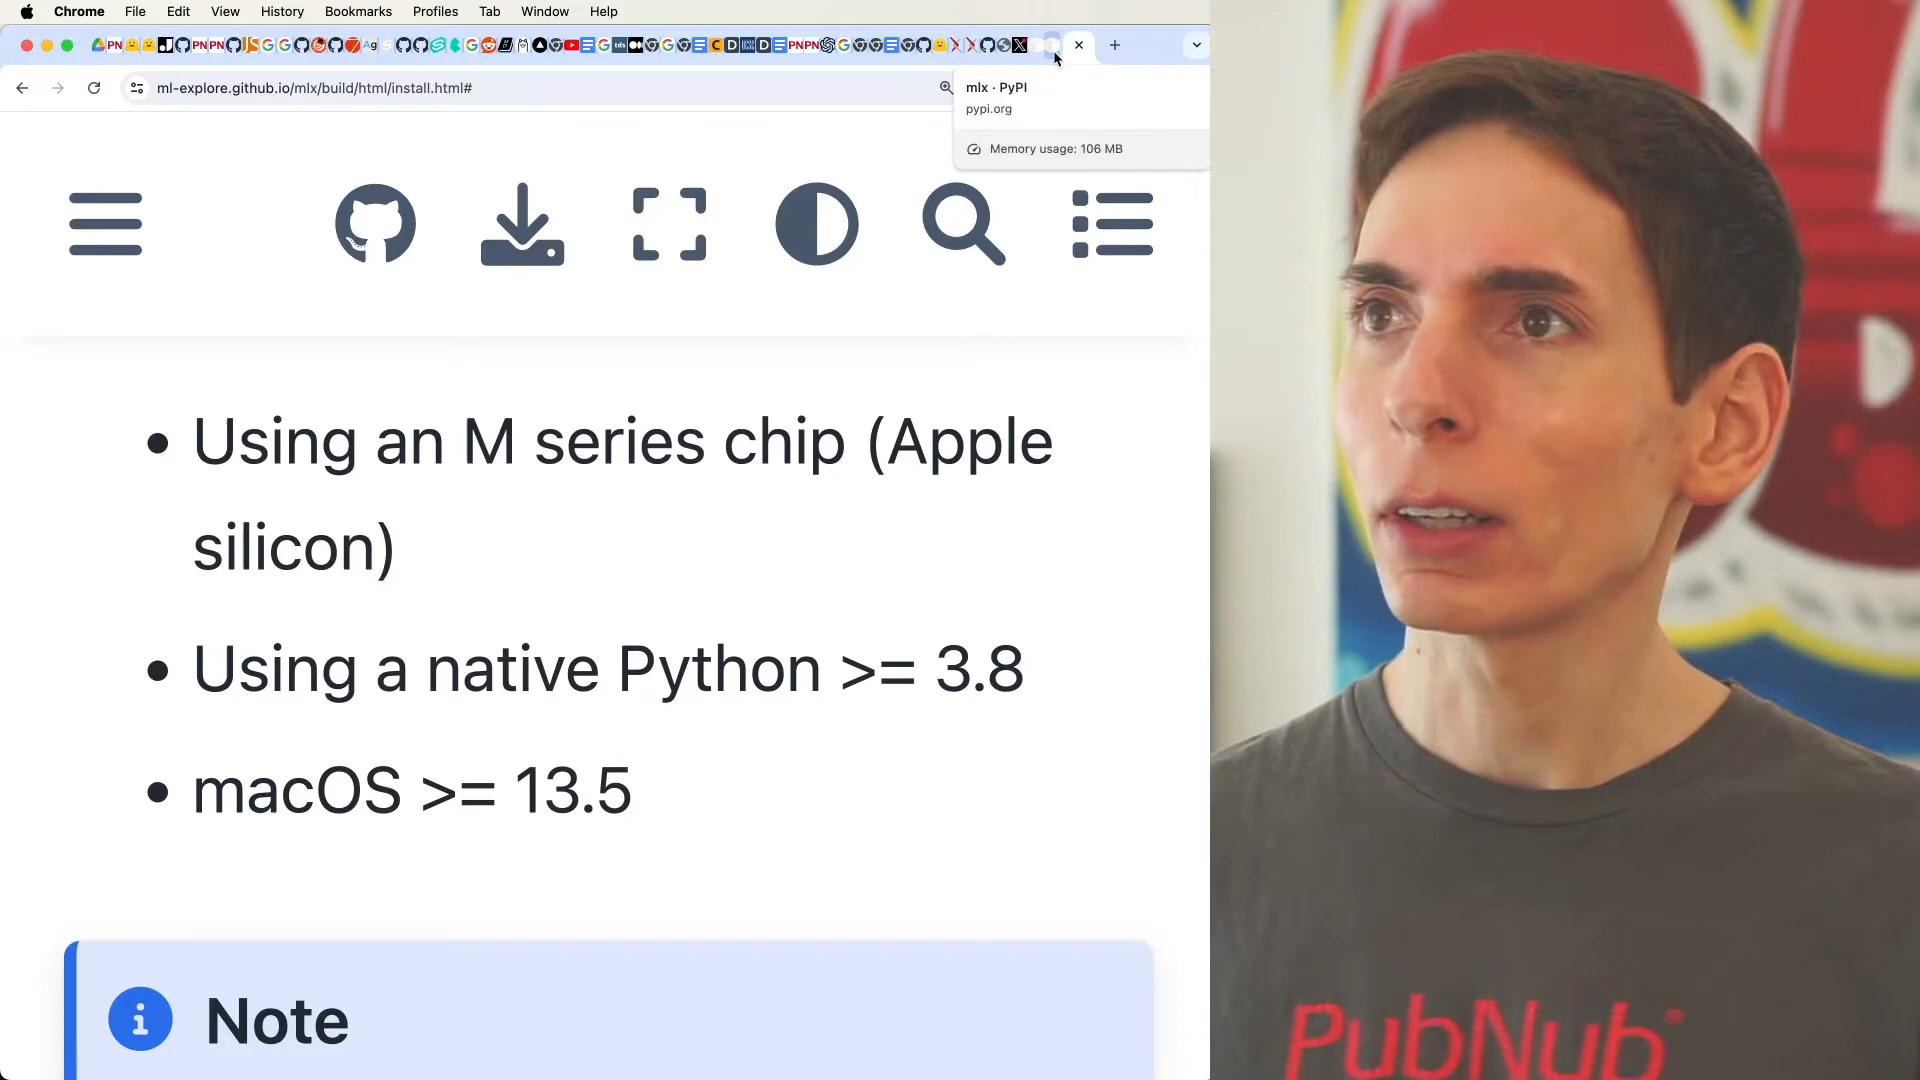 Chrome File Edit View History Bookmarks Profiles Tab Window Help
ml-explore.github.io/mlx/build/html/install.html#
mlx · PyPI
pypi.org
Memory usage: 106 MB
• Using an M series chip (Apple
silicon)
• Using a native Python >= 3.8
• macOS >= 13.5
Note
PubNub®